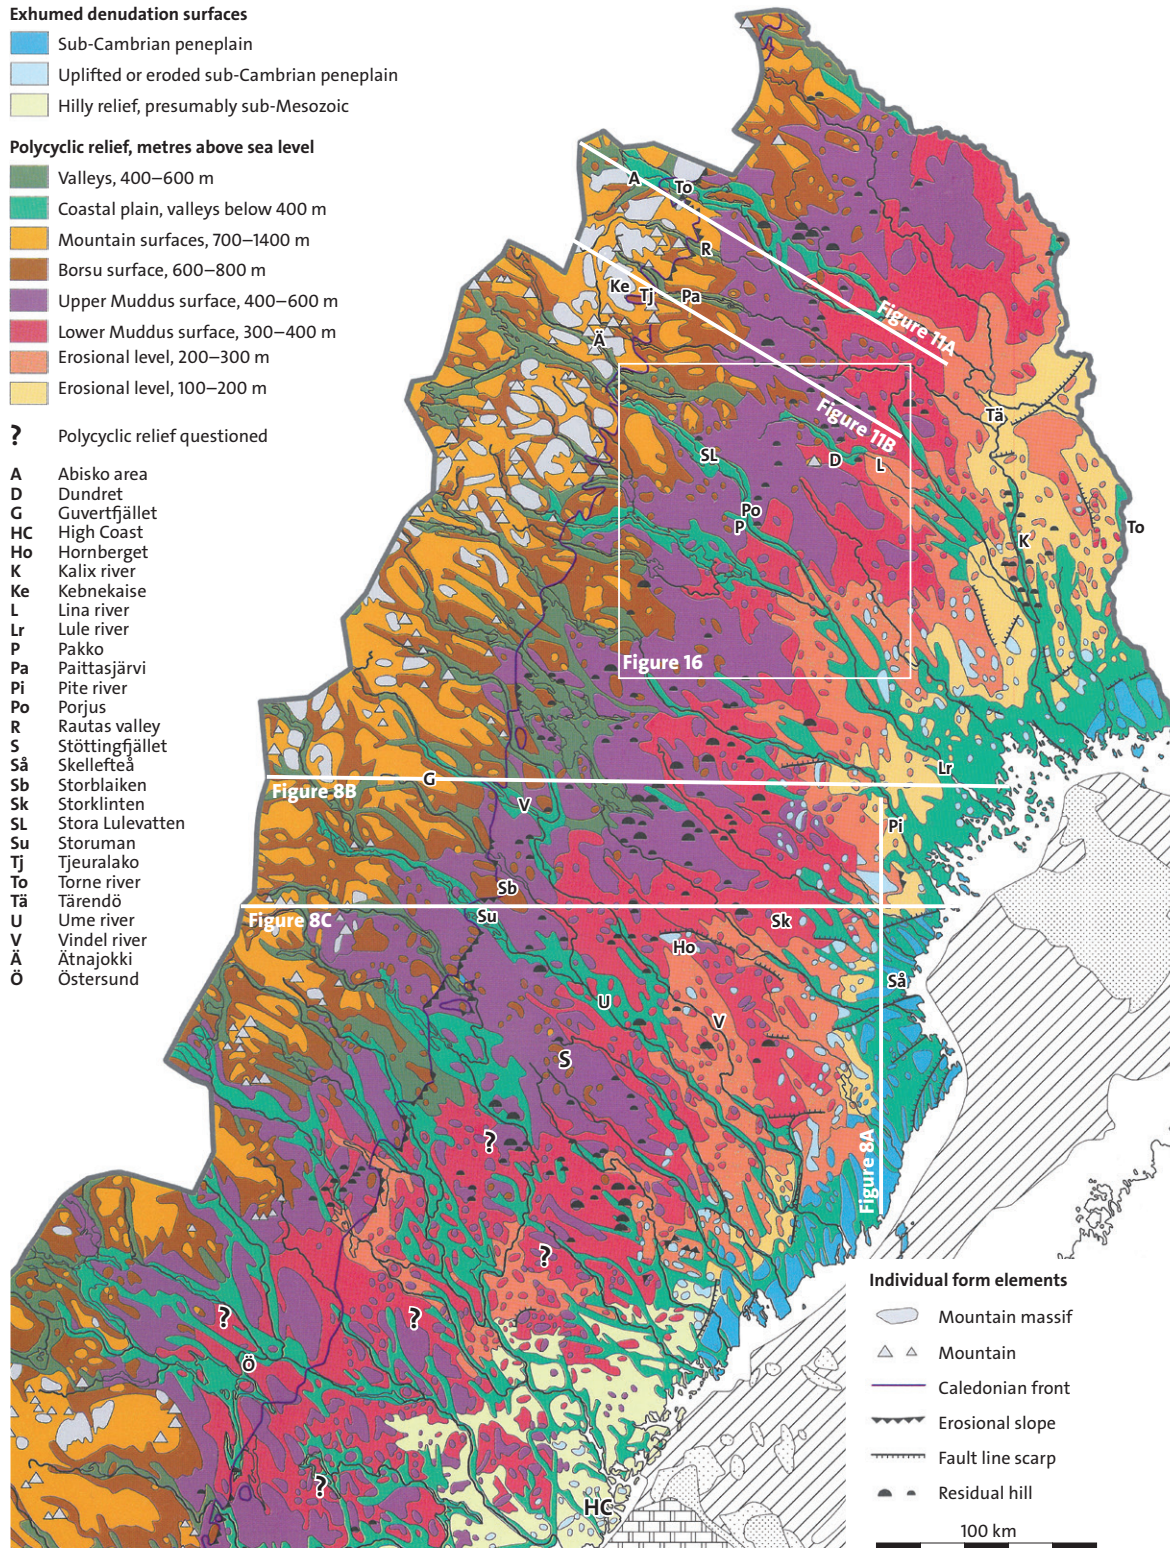 Exhumed denudation surfaces
Sub-Cambrian peneplain
Uplifted or eroded sub-Cambrian peneplain
Hilly relief, presumably sub-Mesozoic
Polycyclic relief, metres above sea level
Valleys, 400–600 m
Coastal plain, valleys below 400 m
Mountain surfaces, 700–1400 m
Borsu surface, 600–800 m
Upper Muddus surface, 400–600 m
Lower Muddus surface, 300–400 m
Erosional level, 200–300 m
Erosional level, 100–200 m
? Polycyclic relief questioned
A Abisko area
D Dundret
G Guvertfjället
HC High Coast
Ho Hornberget
K Kalix river
Ke Kebnekaise
L Lina river
Lr Lule river
P Pakko
Pa Paittasjärvi
Pi Pite river
Po Porjus
R Rautas valley
S Stöttingfjället
Så Skellefteå
Sb Storblaiken
Sk Storklinten
SL Stora Lulevatten
Su Storuman
Tj Tjeuralako
To Torne river
Tä Tärendö
U Ume river
V Vindel river
Ä Ätnajokki
Ö Östersund
A
To
R
Ke
Tj
Pa
Ä
Figure 11A
Figure 11B
Tä
SL
D
L
Po
P
To
K
Figure 16
Lr
G
Figure 8B
V
Pi
Sb
Figure 8C
Su
Sk
Ho
Så
U
V
S
Figure 8A
?
?
?
?
Ö
?
HC
Individual form elements
Mountain massif
Mountain
Caledonian front
Erosional slope
Fault line scarp
Residual hill
100 km